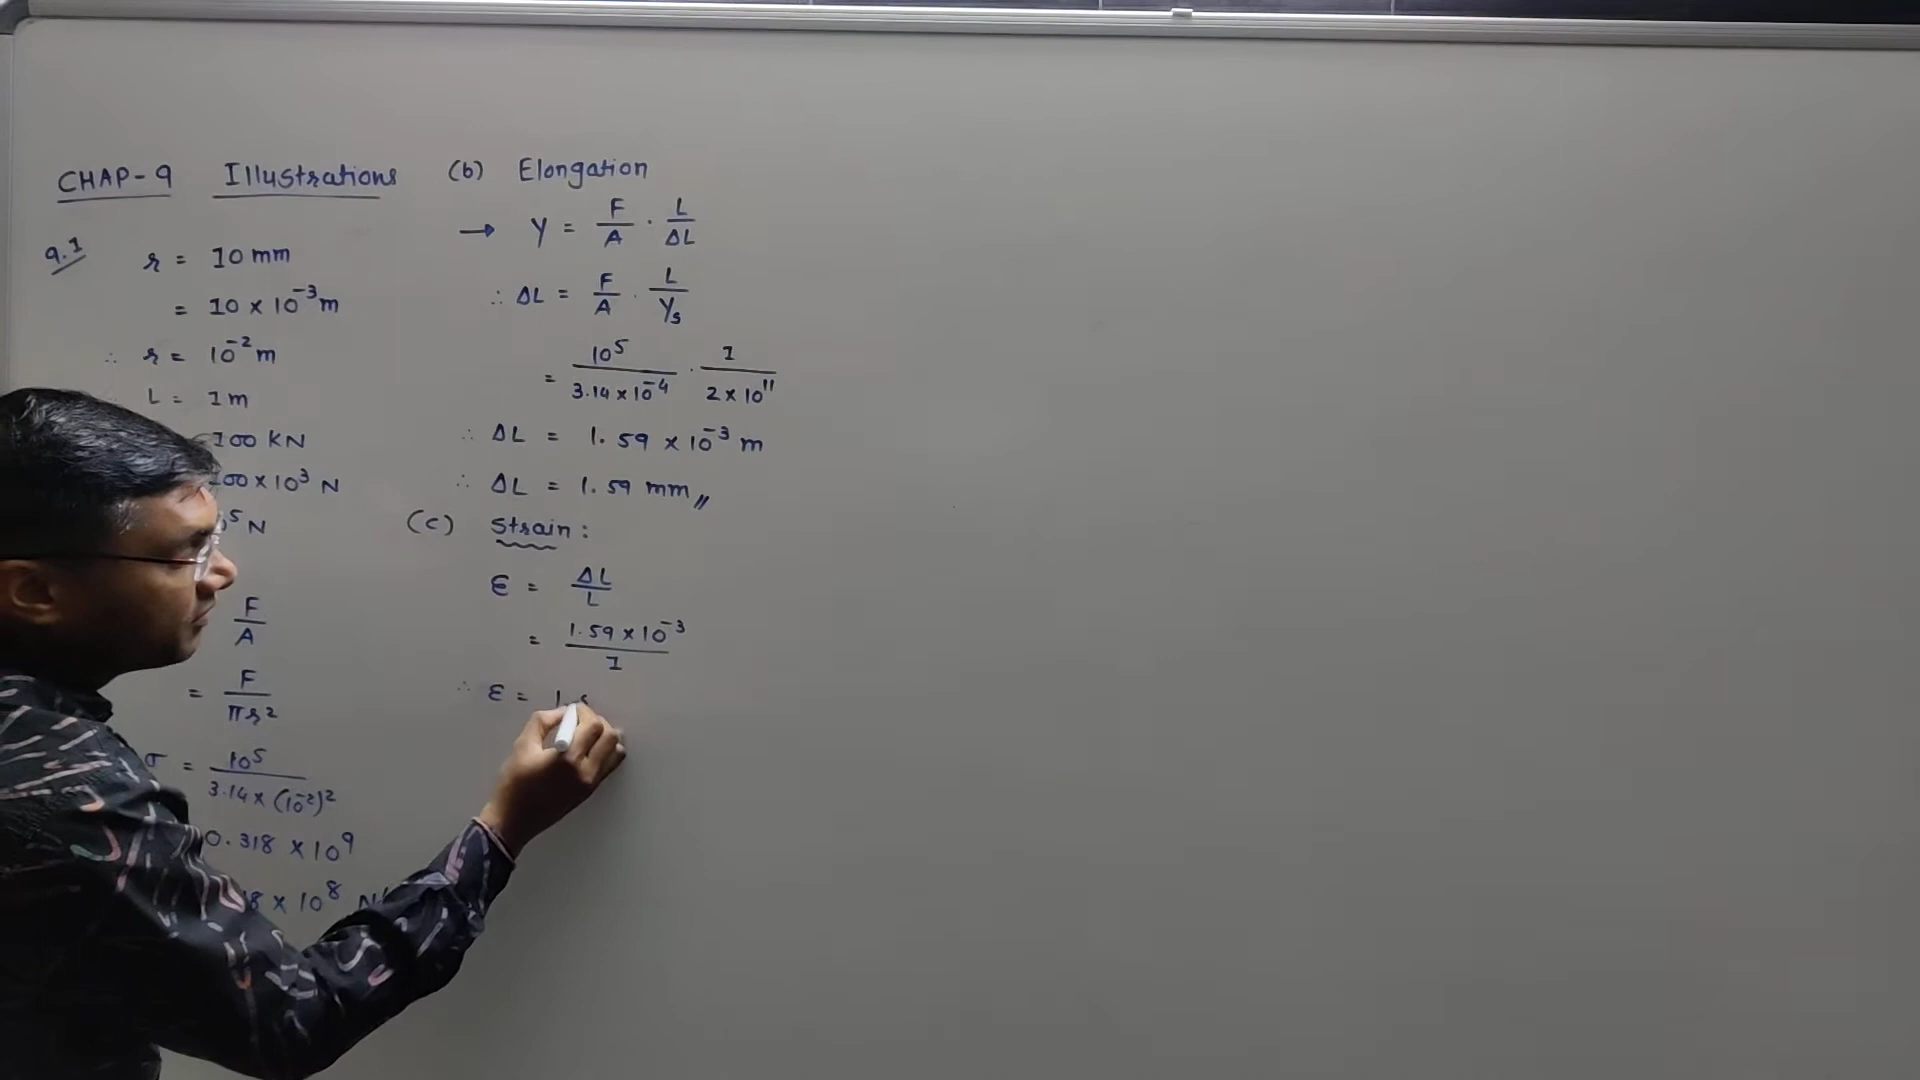 CHAP-9 Illustrations
9.1 r = 10 mm
= 10 × 10⁻³ m
∴ r = 10⁻² m
L = 1 m
100 KN
100 × 10³ N
⁵ N
F/A
= F/πr²
σ = 10⁵/3.14 × (10⁻²)²
0.318 × 10⁹
8 × 10⁸ N
(b) Elongation
→ Y = F/A · L/ΔL
∴ ΔL = F/A · L/Ys
= 10⁵/3.14 × 10⁻⁴ · 1/2 × 10¹¹
∴ ΔL = 1.59 × 10⁻³ m
∴ ΔL = 1.59 mm //
(c) Strain :
ε = ΔL/L
= 1.59 × 10⁻³/1
∴ ε = 1.5